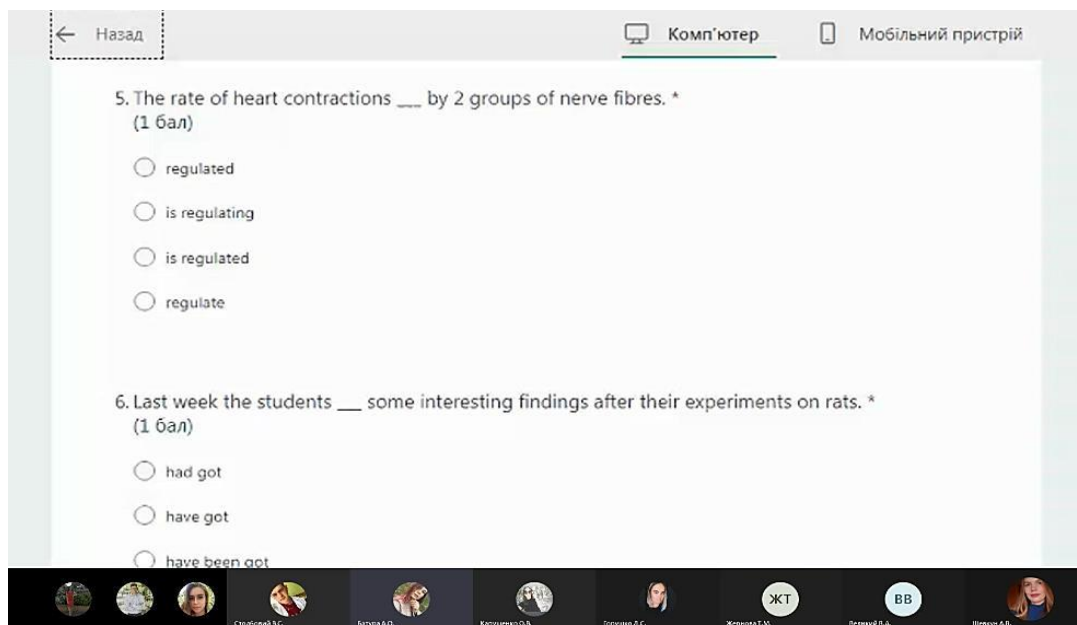 Назад
Комп'ютер
Мобільний пристрій
5. The rate of heart contractions ___ by 2 groups of nerve fibres. *
(1 бал)
regulated
is regulating
is regulated
regulate
6. Last week the students ___ some interesting findings after their experiments on rats. *
(1 бал)
had got
have got
have been got
ЖТ
ВВ